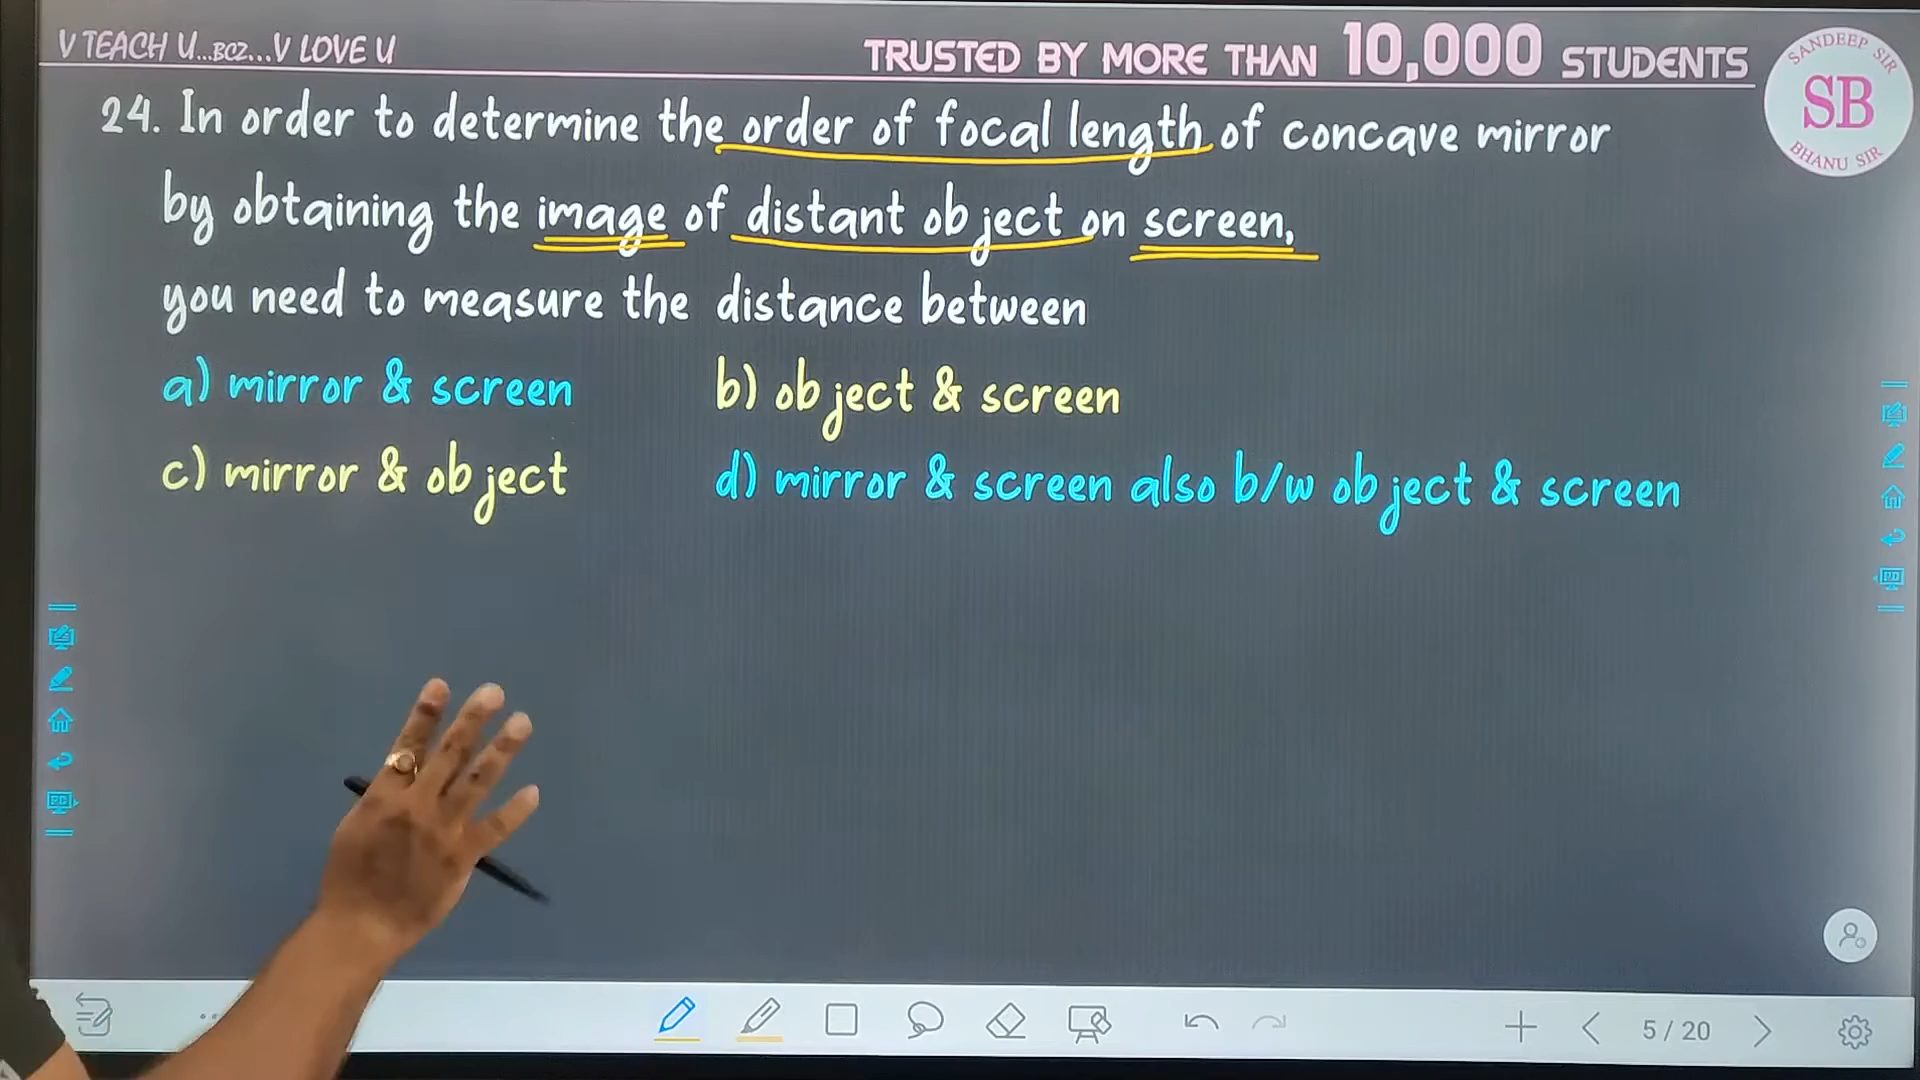 V TEACH U...BCZ...V LOVE U
TRUSTED BY MORE THAN 10,000 STUDENTS
SANDEEP SIR
SB
BHANU SIR
24. In order to determine the order of focal length of concave mirror
by obtaining the image of distant object on screen,
you need to measure the distance between
a) mirror & screen
b) object & screen
c) mirror & object
d) mirror & screen also b/w object & screen
PD
PD
5 / 20